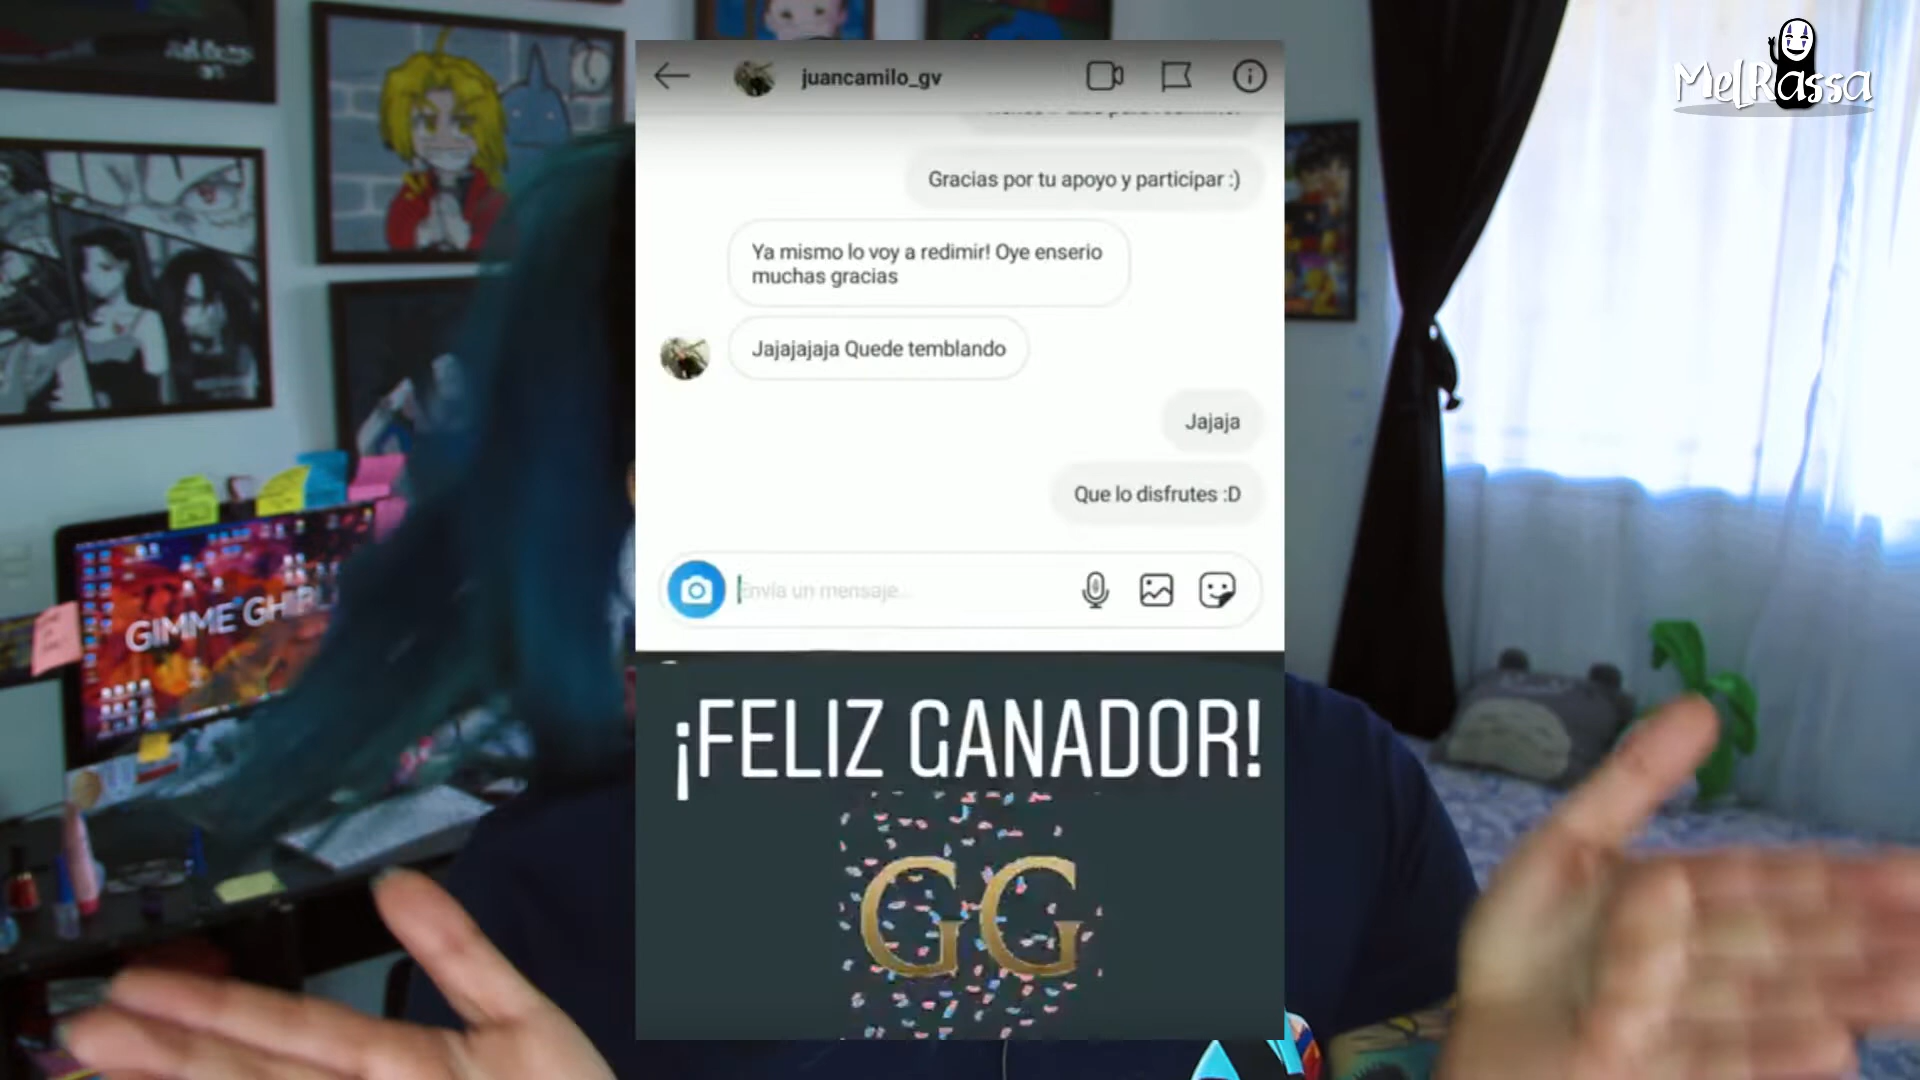 MelRassa
juancamilo_gv
Gracias por tu apoyo y participar :)
Ya mismo lo voy a redimir! Oye enserio
muchas gracias
Jajajajaja Quede temblando
Jajaja
Que lo disfrutes :D
Envía un mensaje...
¡FELIZ GANADOR!
GG
GIMME GHIBLI